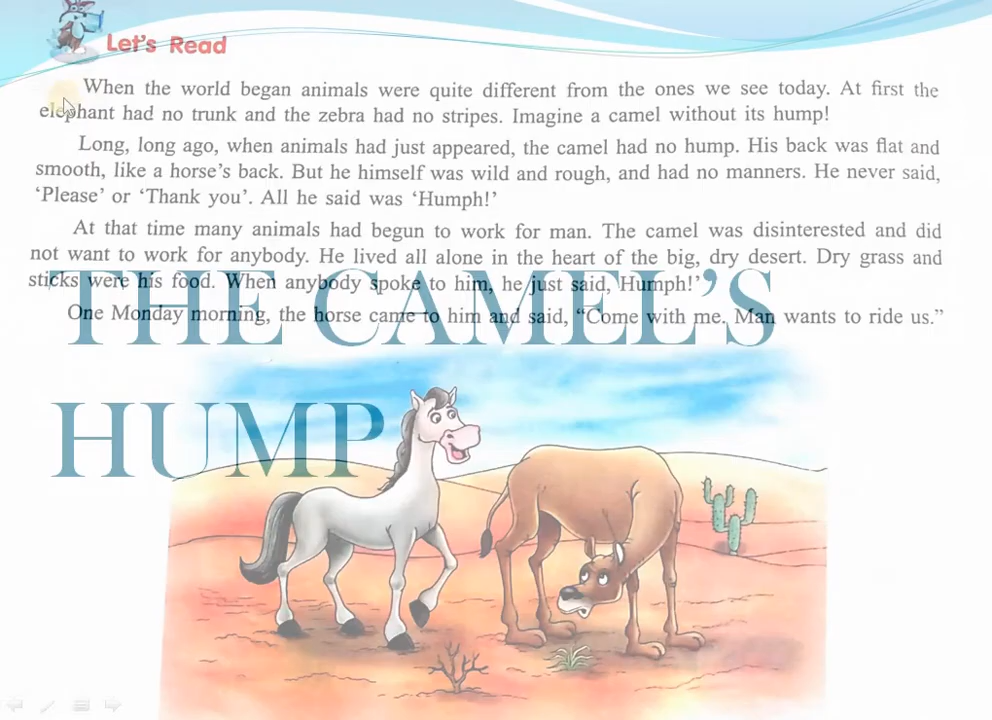 Let's Read
When the world began animals were quite different from the ones we see today. At first the
elephant had no trunk and the zebra had no stripes. Imagine a camel without its hump!
Long, long ago, when animals had just appeared, the camel had no hump. His back was flat and
smooth, like a horse's back. But he himself was wild and rough, and had no manners. He never said,
'Please' or 'Thank you'. All he said was 'Humph!'
At that time many animals had begun to work for man. The camel was disinterested and did
not want to work for anybody. He lived all alone in the heart of the big, dry desert. Dry grass and
sticks were his food. When anybody spoke to him, he just said, 'Humph!'
One Monday morning, the horse came to him and said, “Come with me. Man wants to ride us.”
THE CAMEL'S
HUMP